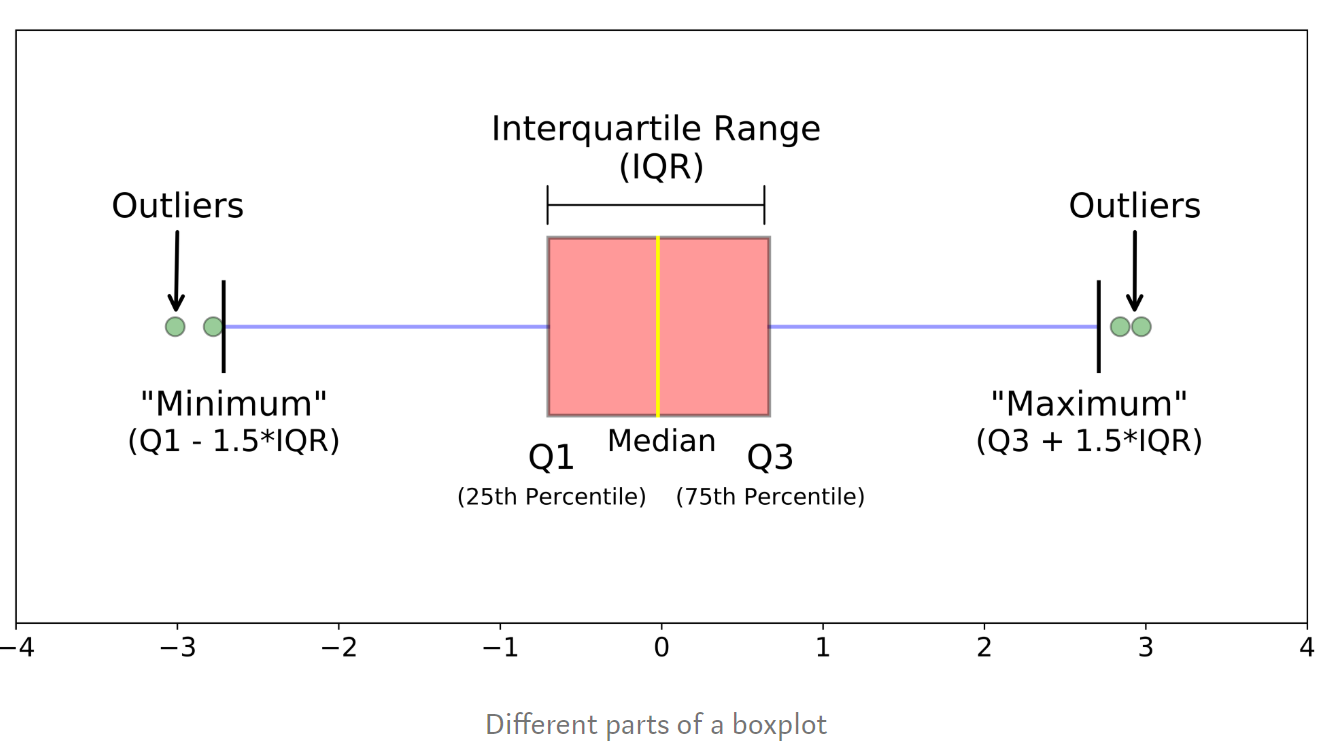 Interquartile Range
(IQR)
Outliers
Outliers
"Minimum"
(Q1 - 1.5*IQR)
"Maximum"
(Q3 + 1.5*IQR)
Median
Q1
Q3
(25th Percentile)
(75th Percentile)
−4
−3
−2
−1
0
1
2
3
4
Different parts of a boxplot